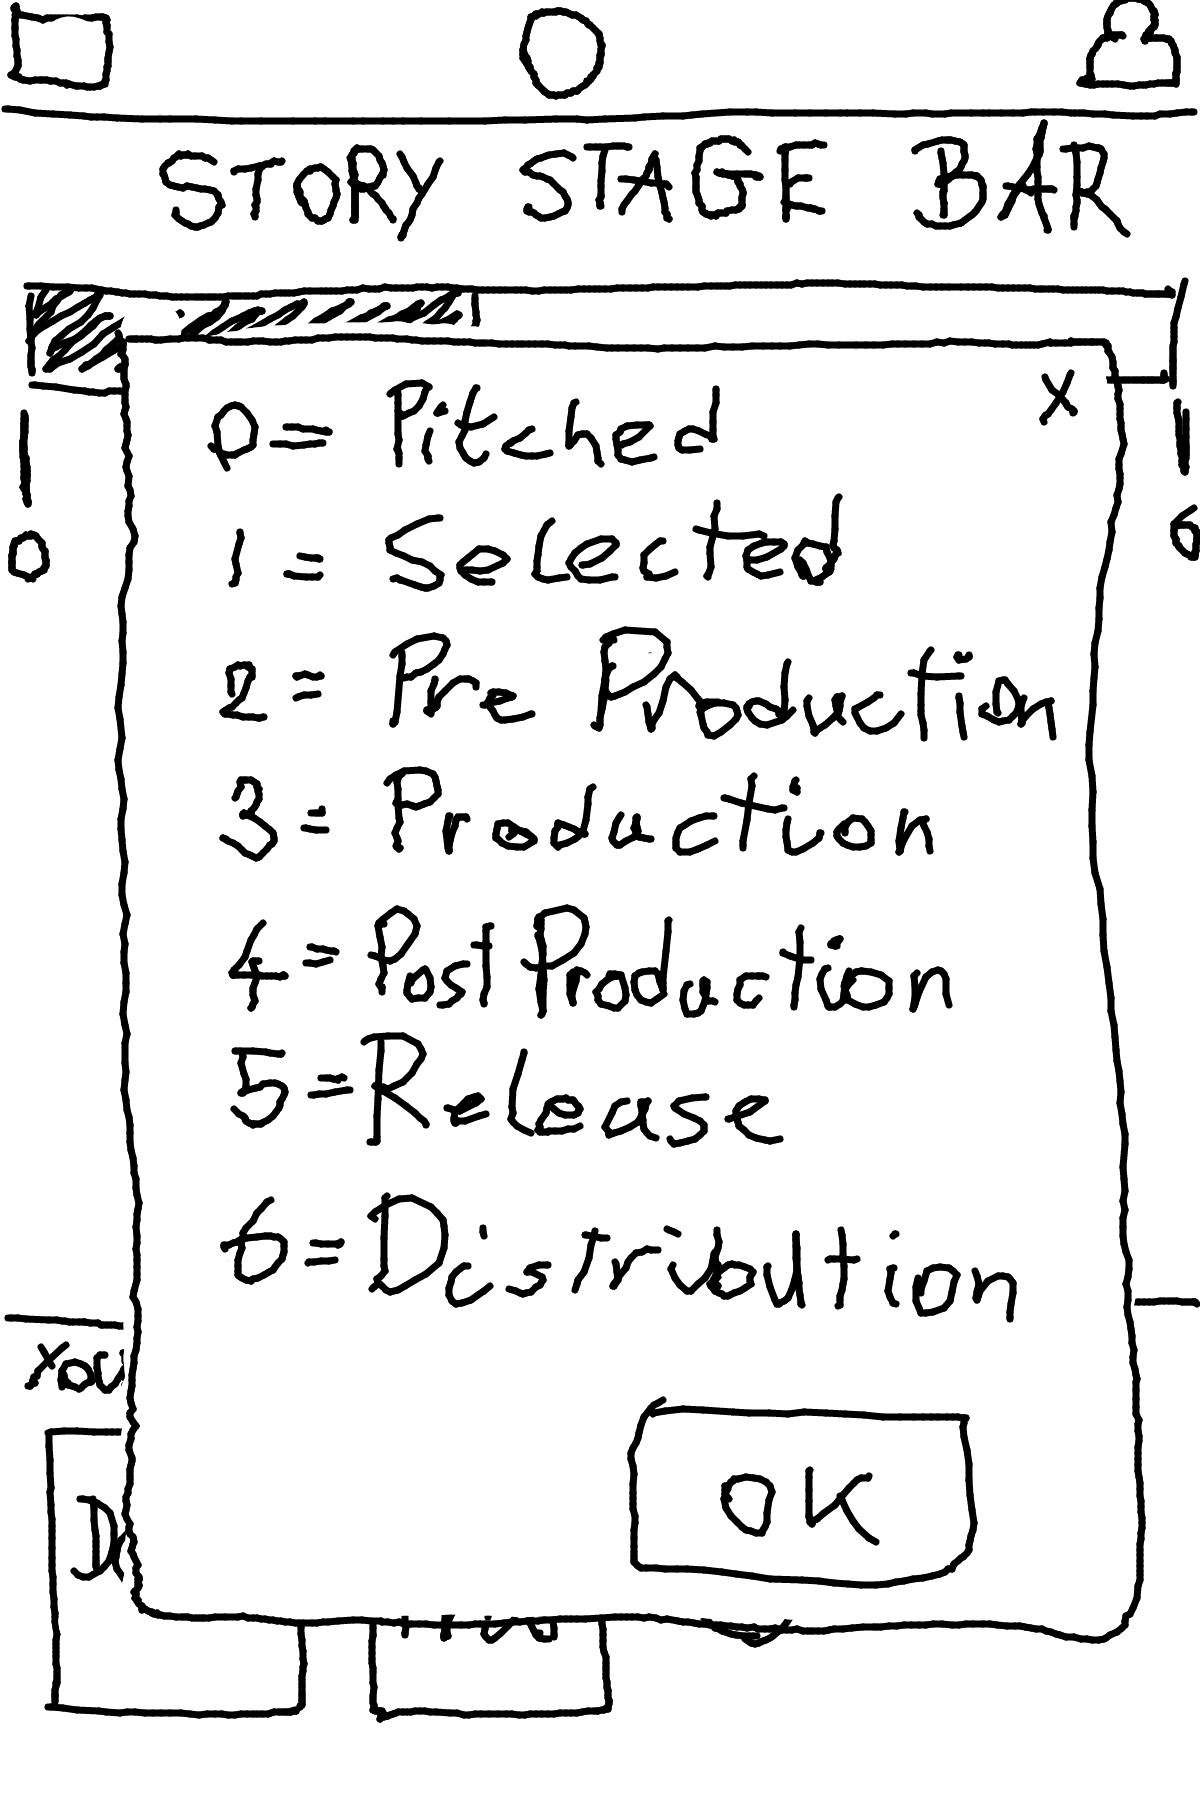 STORY STAGE BAR
x
0 = Pitched
1 = Selected
0 6
2 = Pre Production
3 = Production
4 = Post Production
5 = Release
6 = Distribution
You
OK